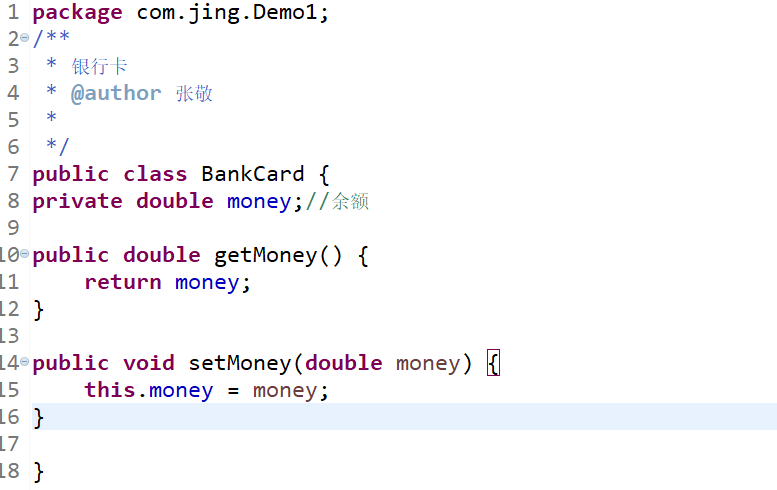 1 package com.jing.Demo1;
2 /**
3  * 银行卡
4  * @author 张敬
5  *
6  */
7 public class BankCard {
8 private double money;//余额
9
10 public double getMoney() {
11     return money;
12 }
13
14 public void setMoney(double money) {
15     this.money = money;
16 }
17
18 }